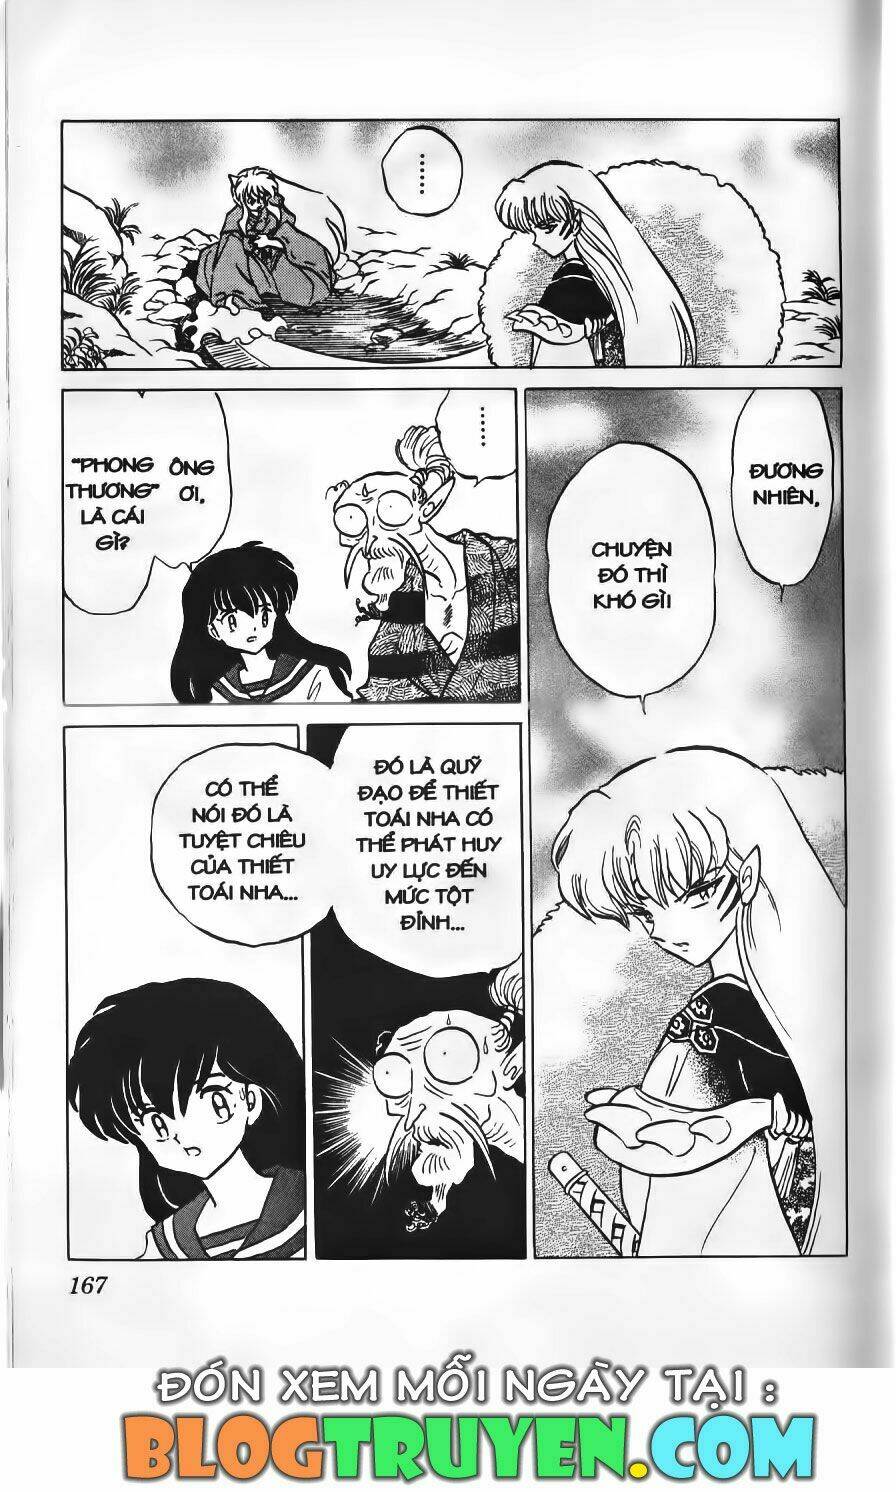 ......
ĐƯƠNG
NHIÊN.
CHUYỆN
ĐÓ THÌ
KHÓ GÌ!
......
ÔNG
ƠI.
"PHONG
THƯƠNG"
LÀ CÁI
GÌ?
ĐÓ LÀ QUỸ
ĐẠO ĐỂ THIẾT
TOÁI NHA CÓ
THỂ PHÁT HUY
UY LỰC ĐẾN
MỨC TỘT
ĐỈNH...
CÓ THỂ
NÓI ĐÓ LÀ
TUYỆT CHIÊU
CỦA THIẾT
TOÁI NHA...
167
ĐÓN XEM MỖI NGÀY TẠI :
BLOGTRUYEN.COM